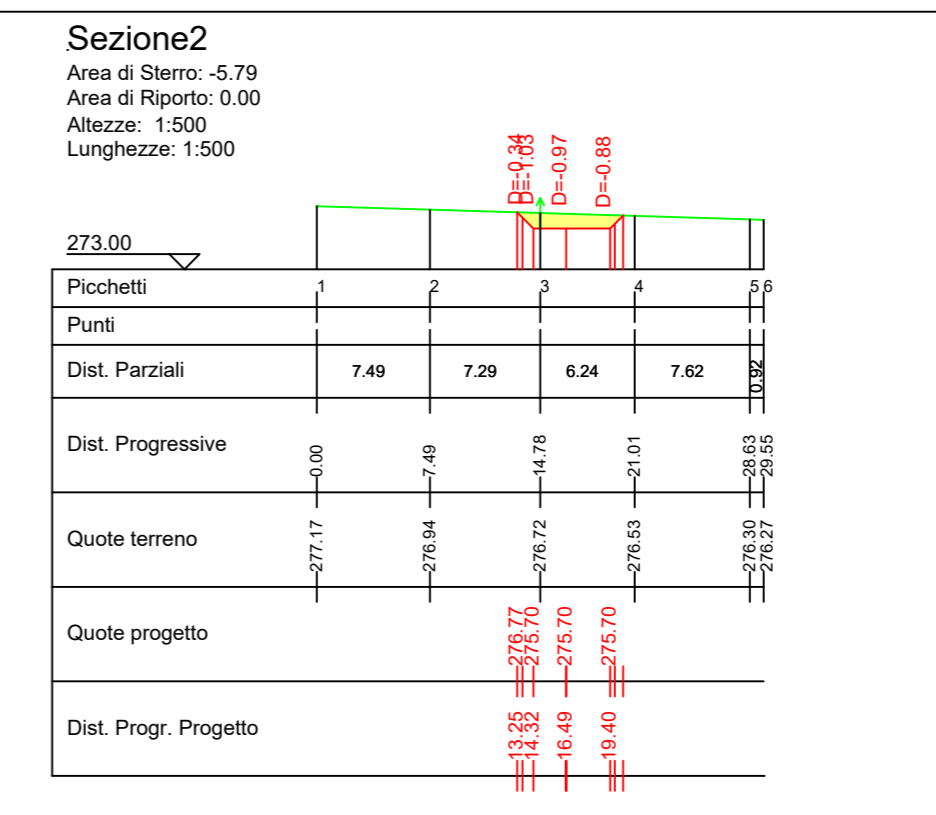 Sezione2
Area di Sterro: -5.79
Area di Riporto: 0.00
Altezze: 1:500
Lunghezze: 1:500
D=-0.34
D=-1.03
D=-0.97
D=-0.88
273.00
Picchetti 1 2 3 4 5 6
Punti
Dist. Parziali 7.49 7.29 6.24 7.62 0.92
Dist. Progressive 0.00 7.49 14.78 21.01 28.63 29.55
Quote terreno 277.17 276.94 276.72 276.53 276.30 276.27
Quote progetto 276.77 275.70 275.70 275.70
Dist. Progr. Progetto 13.25 14.32 16.49 19.40